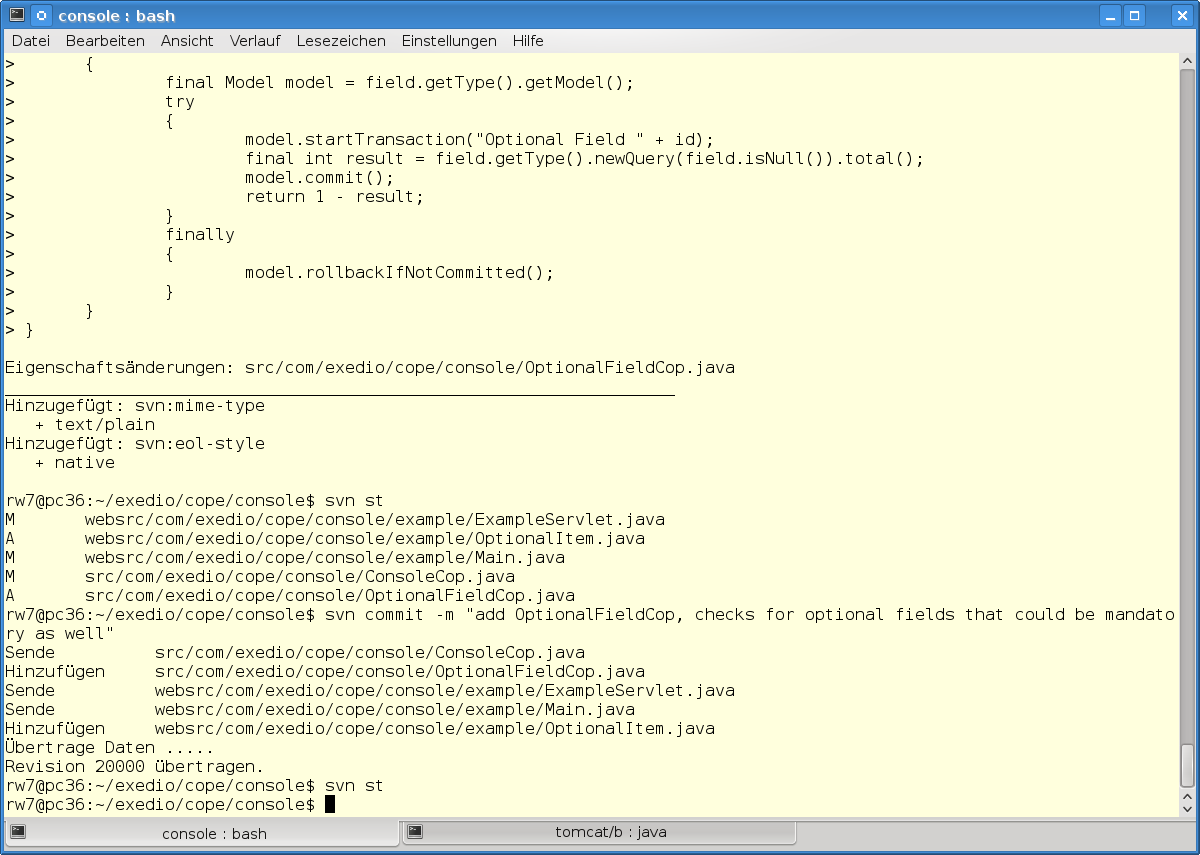 console : bash
Datei Bearbeiten Ansicht Verlauf Lesezeichen Einstellungen Hilfe
>       {
>               final Model model = field.getType().getModel();
>               try
>               {
>                       model.startTransaction("Optional Field " + id);
>                       final int result = field.getType().newQuery(field.isNull()).total();
>                       model.commit();
>                       return 1 - result;
>               }
>               finally
>               {
>                       model.rollbackIfNotCommitted();
>               }
>       }
> }
Eigenschaftsänderungen: src/com/exedio/cope/console/OptionalFieldCop.java
___________________________________________________________________
Hinzugefügt: svn:mime-type
   + text/plain
Hinzugefügt: svn:eol-style
   + native
rw7@pc36:~/exedio/cope/console$ svn st
M       websrc/com/exedio/cope/console/example/ExampleServlet.java
A       websrc/com/exedio/cope/console/example/OptionalItem.java
M       websrc/com/exedio/cope/console/example/Main.java
M       src/com/exedio/cope/console/ConsoleCop.java
A       src/com/exedio/cope/console/OptionalFieldCop.java
rw7@pc36:~/exedio/cope/console$ svn commit -m "add OptionalFieldCop, checks for optional fields that could be mandato
ry as well"
Sende          src/com/exedio/cope/console/ConsoleCop.java
Hinzufügen     src/com/exedio/cope/console/OptionalFieldCop.java
Sende          websrc/com/exedio/cope/console/example/ExampleServlet.java
Sende          websrc/com/exedio/cope/console/example/Main.java
Hinzufügen     websrc/com/exedio/cope/console/example/OptionalItem.java
Übertrage Daten .....
Revision 20000 übertragen.
rw7@pc36:~/exedio/cope/console$ svn st
rw7@pc36:~/exedio/cope/console$
console : bash
tomcat/b : java